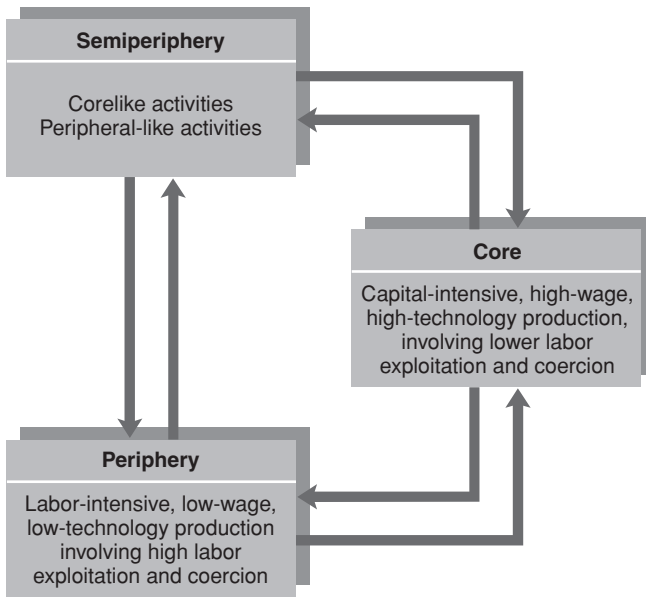 Semiperiphery
Corelike activities
Peripheral-like activities
Core
Capital-intensive, high-wage,
high-technology production,
involving lower labor
exploitation and coercion
Periphery
Labor-intensive, low-wage,
low-technology production
involving high labor
exploitation and coercion